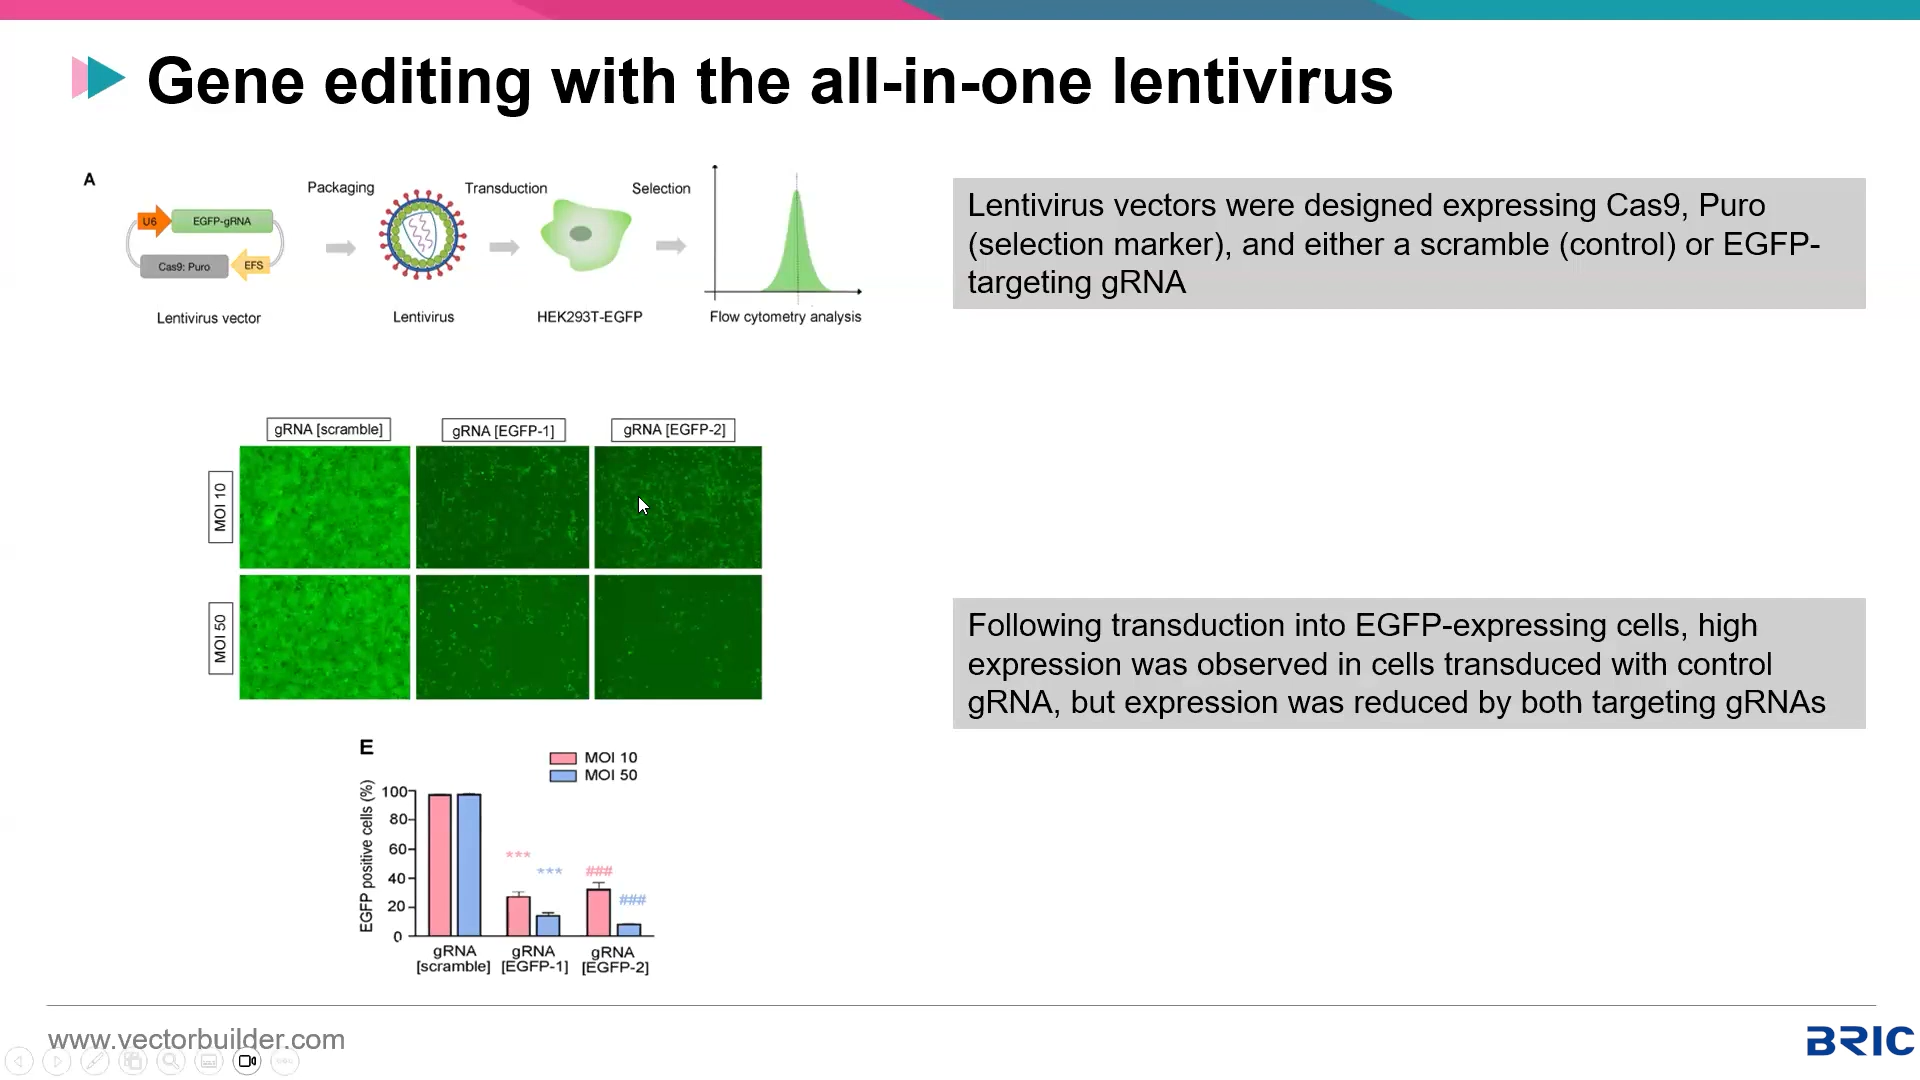 Gene editing with the all-in-one lentivirus
A
Packaging
Transduction
Selection
U6
EGFP-gRNA
Cas9: Puro
EFS
Lentivirus vector
Lentivirus
HEK293T-EGFP
Flow cytometry analysis
Lentivirus vectors were designed expressing Cas9, Puro
(selection marker), and either a scramble (control) or EGFP-
targeting gRNA
gRNA [scramble]
gRNA [EGFP-1]
gRNA [EGFP-2]
MOI 10
MOI 50
Following transduction into EGFP-expressing cells, high
expression was observed in cells transduced with control
gRNA, but expression was reduced by both targeting gRNAs
E
MOI 10
MOI 50
EGFP positive cells (%)
100
80
60
40
20
0
***
***
###
###
gRNA
[scramble]
gRNA
[EGFP-1]
gRNA
[EGFP-2]
www.vectorbuilder.com
BRIC